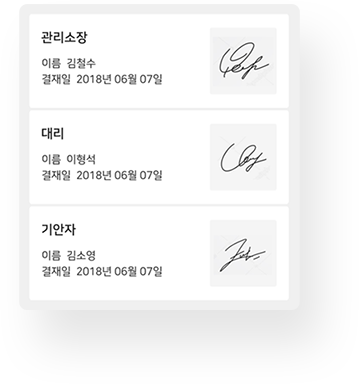 관리소장
이름 김철수
결재일 2018년 06월 07일
대리
이름 이형석
결재일 2018년 06월 07일
기안자
이름 김소영
결재일 2018년 06월 07일